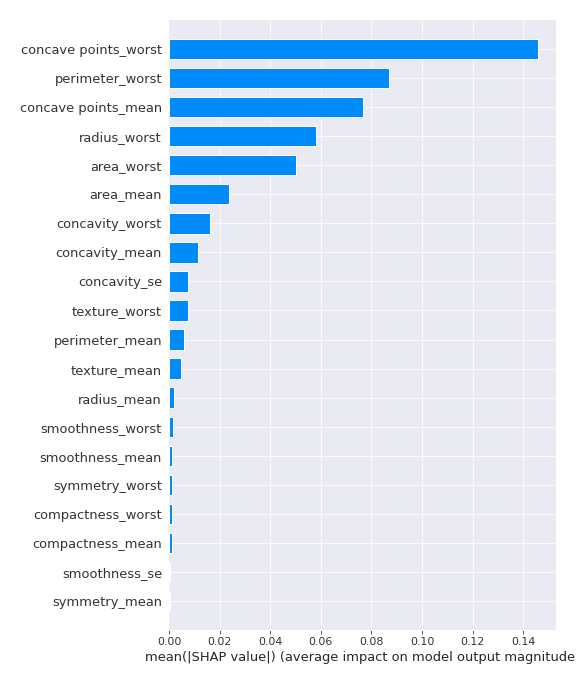 concave points_worst
perimeter_worst
concave points_mean
radius_worst
area_worst
area_mean
concavity_worst
concavity_mean
concavity_se
texture_worst
perimeter_mean
texture_mean
radius_mean
smoothness_worst
smoothness_mean
symmetry_worst
compactness_worst
compactness_mean
smoothness_se
symmetry_mean
0.00 0.02 0.04 0.06 0.08 0.10 0.12 0.14
mean(|SHAP value|) (average impact on model output magnitude